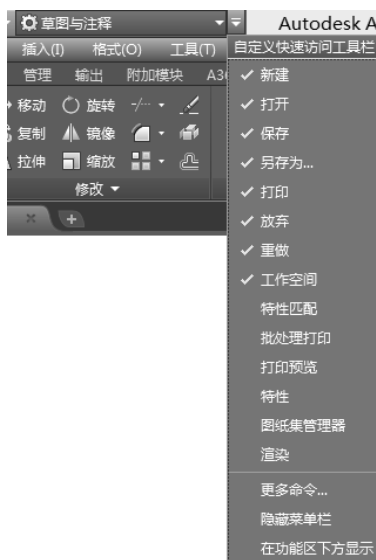 草图与注释
Autodesk A
插入(I) 格式(O) 工具(T)
管理 输出 附加模块 A3
移动 旋转
复制 镜像
拉伸 缩放
修改
自定义快速访问工具栏
新建
打开
保存
另存为...
打印
放弃
重做
工作空间
特性匹配
批处理打印
打印预览
特性
图纸集管理器
渲染
更多命令...
隐藏菜单栏
在功能区下方显示